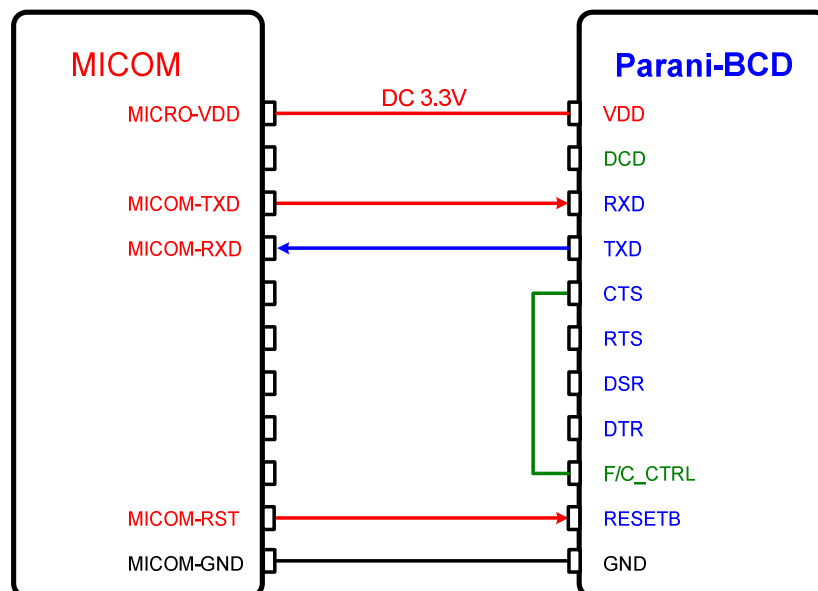 MICOM
Parani-BCD
DC 3.3V
MICRO-VDD
VDD
DCD
MICOM-TXD
RXD
MICOM-RXD
TXD
CTS
RTS
DSR
DTR
F/C_CTRL
MICOM-RST
RESETB
MICOM-GND
GND